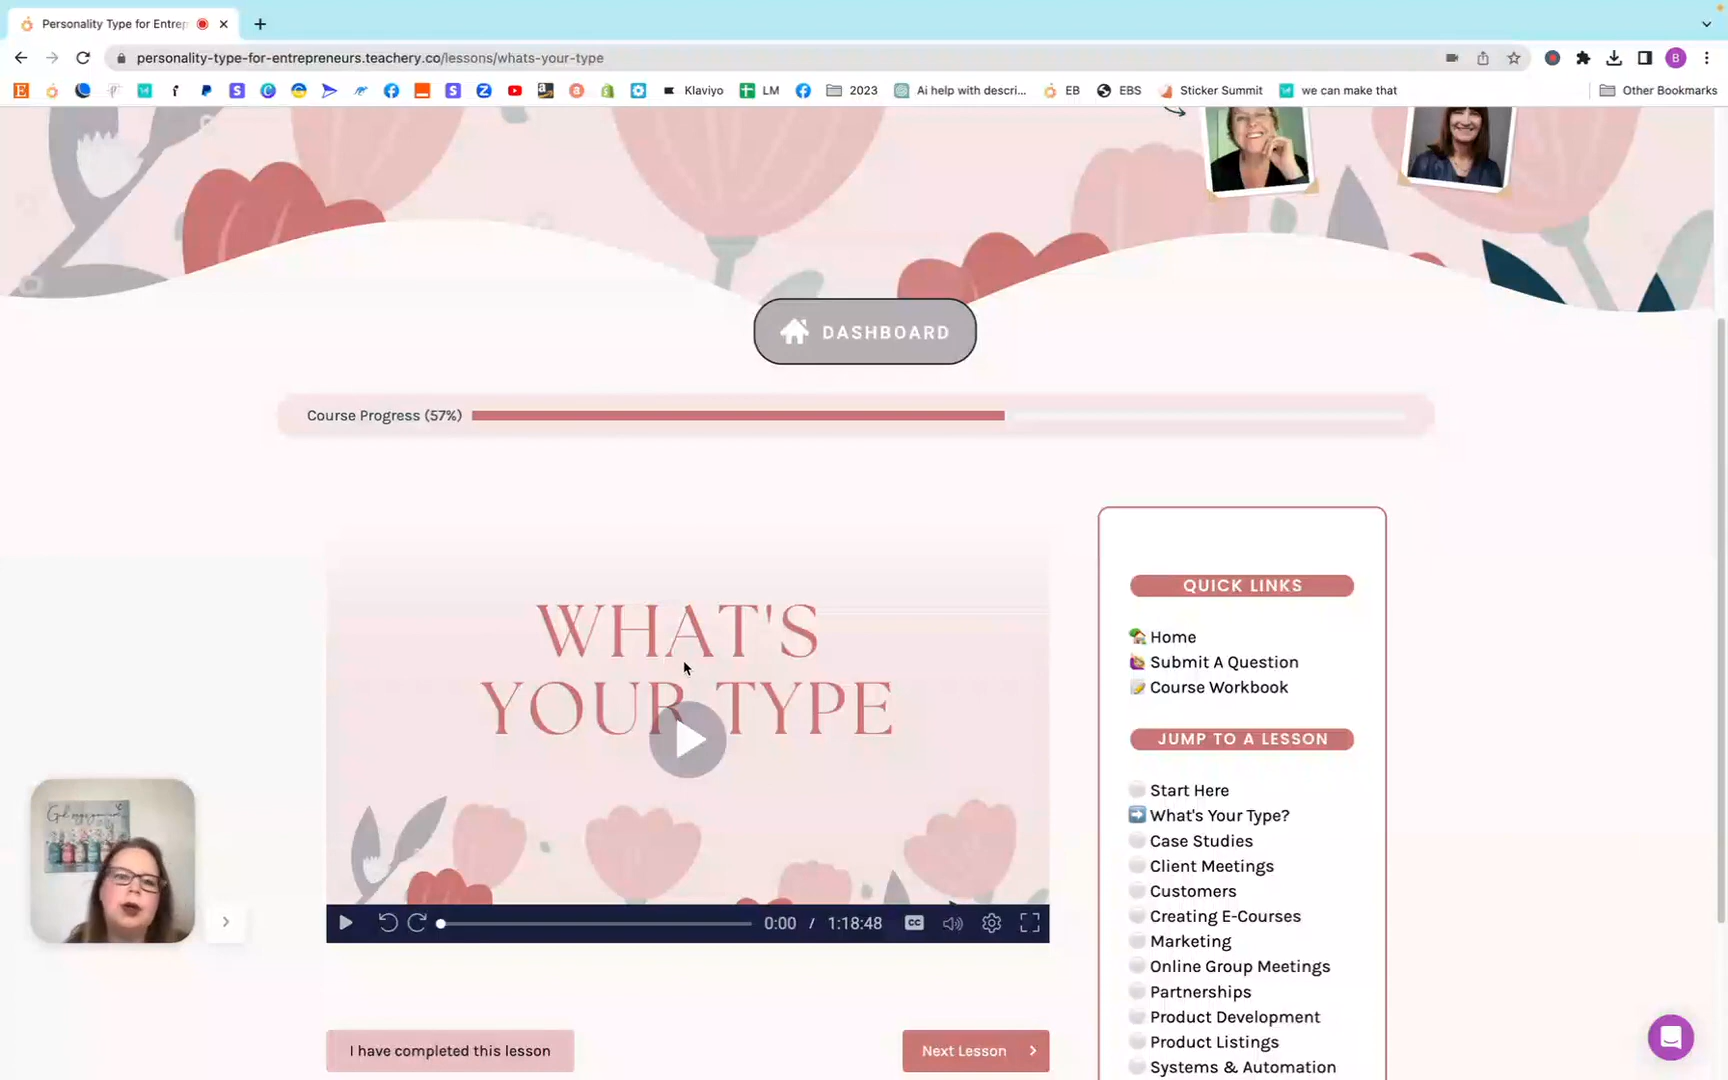 Personality Type for Entrep
personality-type-for-entrepreneurs.teachery.co/lessons/whats-your-type
B
Klaviyo
LM
2023
Ai help with descri...
EB
EBS
Sticker Summit
we can make that
Other Bookmarks
DASHBOARD
Course Progress (57%)
WHAT'S
YOUR TYPE
0:00 / 1:18:48
CC
I have completed this lesson
Next Lesson
QUICK LINKS
Home
Submit A Question
Course Workbook
JUMP TO A LESSON
Start Here
What's Your Type?
Case Studies
Client Meetings
Customers
Creating E-Courses
Marketing
Online Group Meetings
Partnerships
Product Development
Product Listings
Systems & Automation